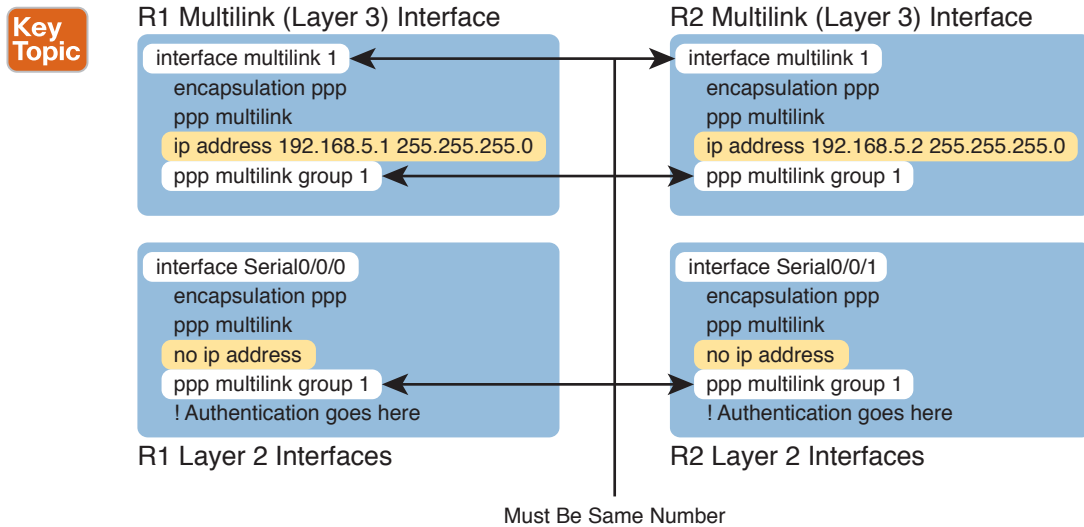 Key
Topic
R1 Multilink (Layer 3) Interface
interface multilink 1
encapsulation ppp
ppp multilink
ip address 192.168.5.1 255.255.255.0
ppp multilink group 1
R2 Multilink (Layer 3) Interface
interface multilink 1
encapsulation ppp
ppp multilink
ip address 192.168.5.2 255.255.255.0
ppp multilink group 1
interface Serial0/0/0
encapsulation ppp
ppp multilink
no ip address
ppp multilink group 1
! Authentication goes here
R1 Layer 2 Interfaces
interface Serial0/0/1
encapsulation ppp
ppp multilink
no ip address
ppp multilink group 1
! Authentication goes here
R2 Layer 2 Interfaces
Must Be Same Number